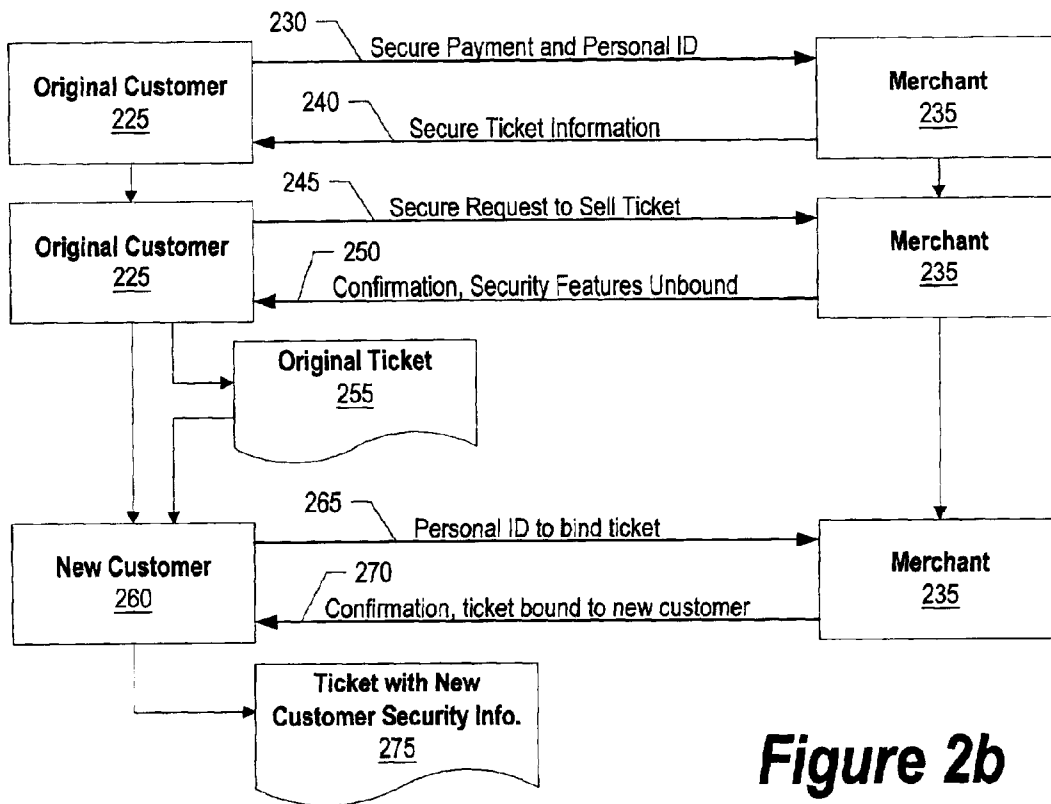 230
Secure Payment and Personal ID
Original Customer
225
Merchant
235
240
Secure Ticket Information
245
Secure Request to Sell Ticket
Original Customer
225
Merchant
235
250
Confirmation, Security Features Unbound
Original Ticket
255
265
Personal ID to bind ticket
New Customer
260
Merchant
235
270
Confirmation, ticket bound to new customer
Ticket with New
Customer Security Info.
275
Figure 2b